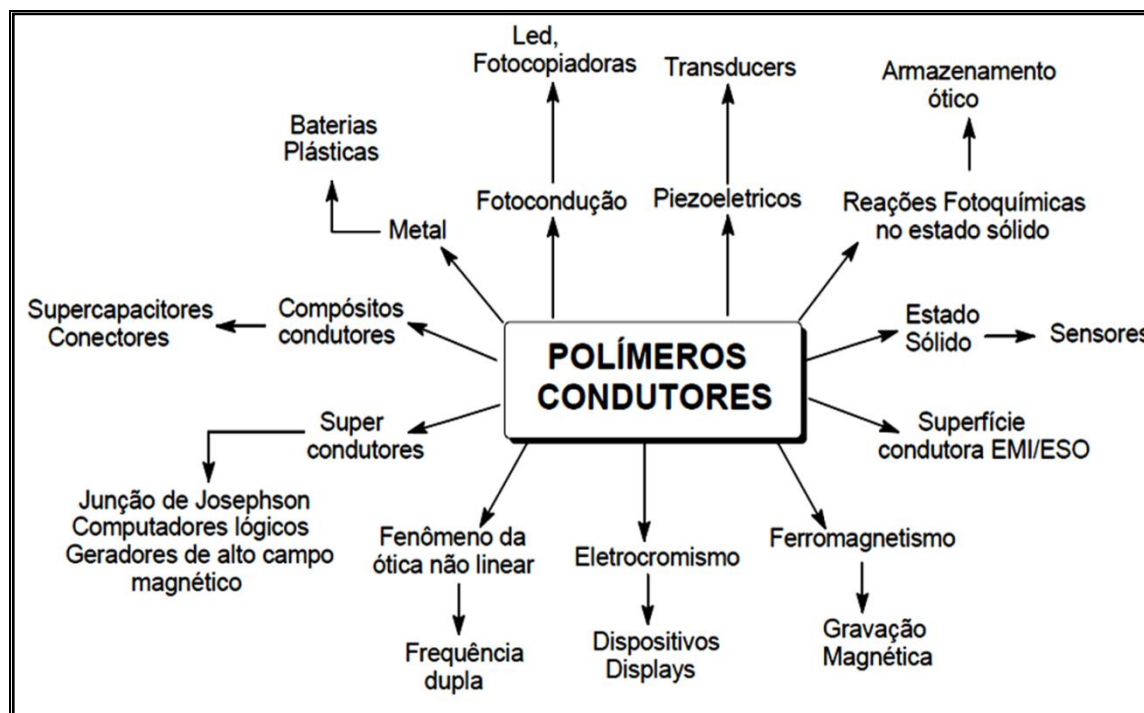 Led,
Fotocopiadoras
Transducers
Armazenamento
ótico
Baterias
Plásticas
Fotocondução
Piezoeletricos
Reações Fotoquímicas
no estado sólido
Metal
Supercapacitores
Conectores
Compósitos
condutores
POLÍMEROS
CONDUTORES
Estado
Sólido
Sensores
Super
condutores
Superfície
condutora EMI/ESO
Junção de Josephson
Computadores lógicos
Geradores de alto campo
magnético
Fenômeno da
ótica não linear
Eletrocromismo
Ferromagnetismo
Frequência
dupla
Dispositivos
Displays
Gravação
Magnética